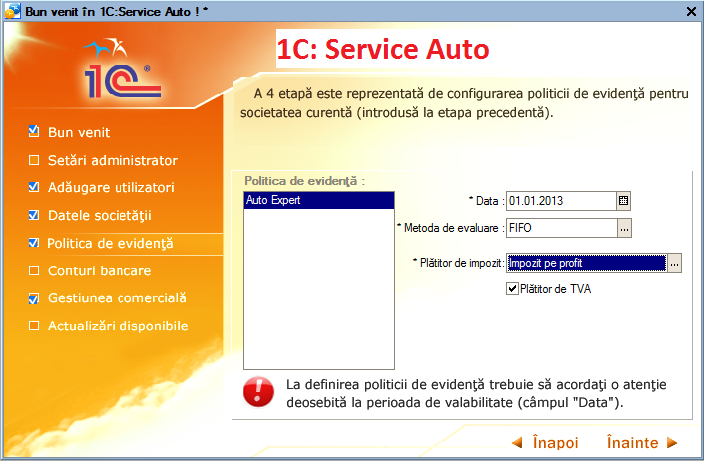 Bun venit în 1C:Service Auto ! *
1C: Service Auto
1C®
A 4 etapă este reprezentată de configurarea politicii de evidenţă pentru
societatea curentă (introdusă la etapa precedentă).
Bun venit
Setări administrator
Adăugare utilizatori
Datele societăţii
Politica de evidenţă
Conturi bancare
Gestiunea comercială
Actualizări disponibile
Politica de evidenţă :
Auto Expert
* Data : 01.01.2013
* Metoda de evaluare : FIFO ...
* Plătitor de impozit: Impozit pe profit ...
Plătitor de TVA
La definirea politicii de evidenţă trebuie să acordaţi o atenţie
deosebită la perioada de valabilitate (câmpul "Data").
Înapoi Înainte